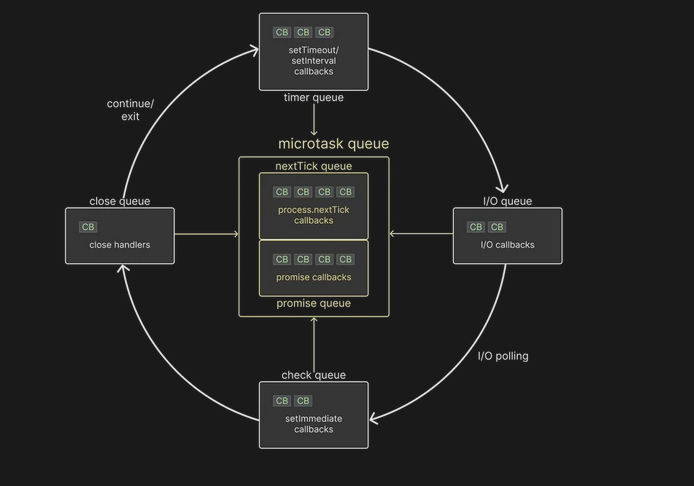 CB CB CB
setTimeout/
setInterval
callbacks
timer queue
continue/
exit
microtask queue
nextTick queue
CB CB CB CB
process.nextTick
callbacks
CB CB CB CB
promise callbacks
promise queue
close queue
CB
close handlers
I/O queue
CB CB
I/O callbacks
I/O polling
check queue
CB CB
setImmediate
callbacks